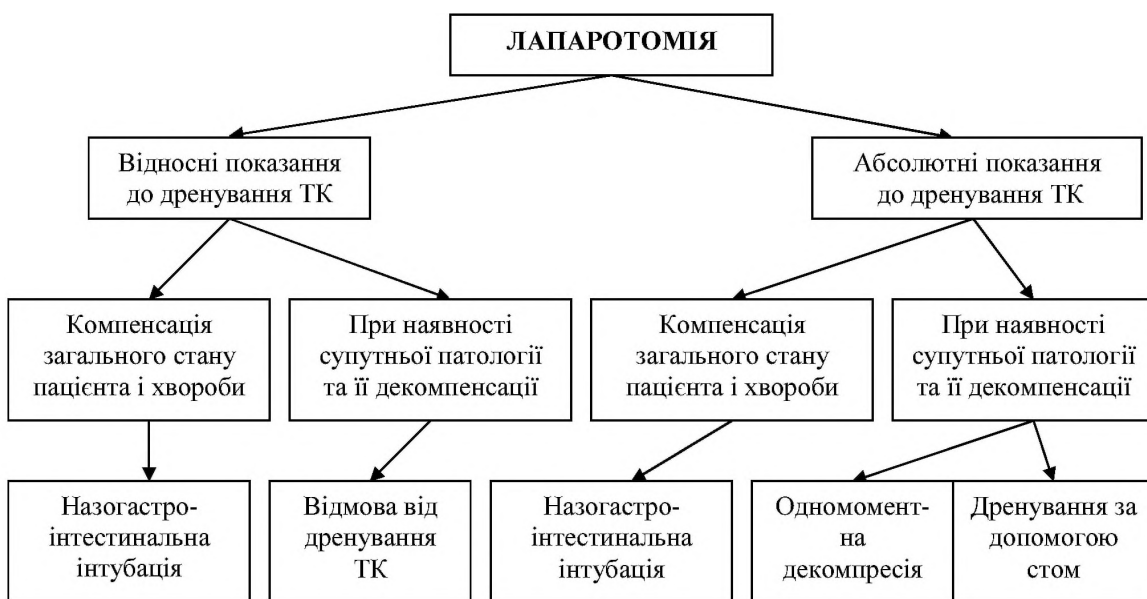 ЛАПАРОТОМІЯ
Відносні показання
до дренування ТК
Абсолютні показання
до дренування ТК
Компенсація
загального стану
пацієнта і хвороби
При наявності
супутньої патології
та її декомпенсації
Компенсація
загального стану
пацієнта і хвороби
При наявності
супутньої патології
та її декомпенсації
Назогастро-
інтестинальна
інтубація
Відмова від
дренування
ТК
Назогастро-
інтестинальна
інтубація
Одномомент-
на
декомпресія
Дренування за
допомогою
стом